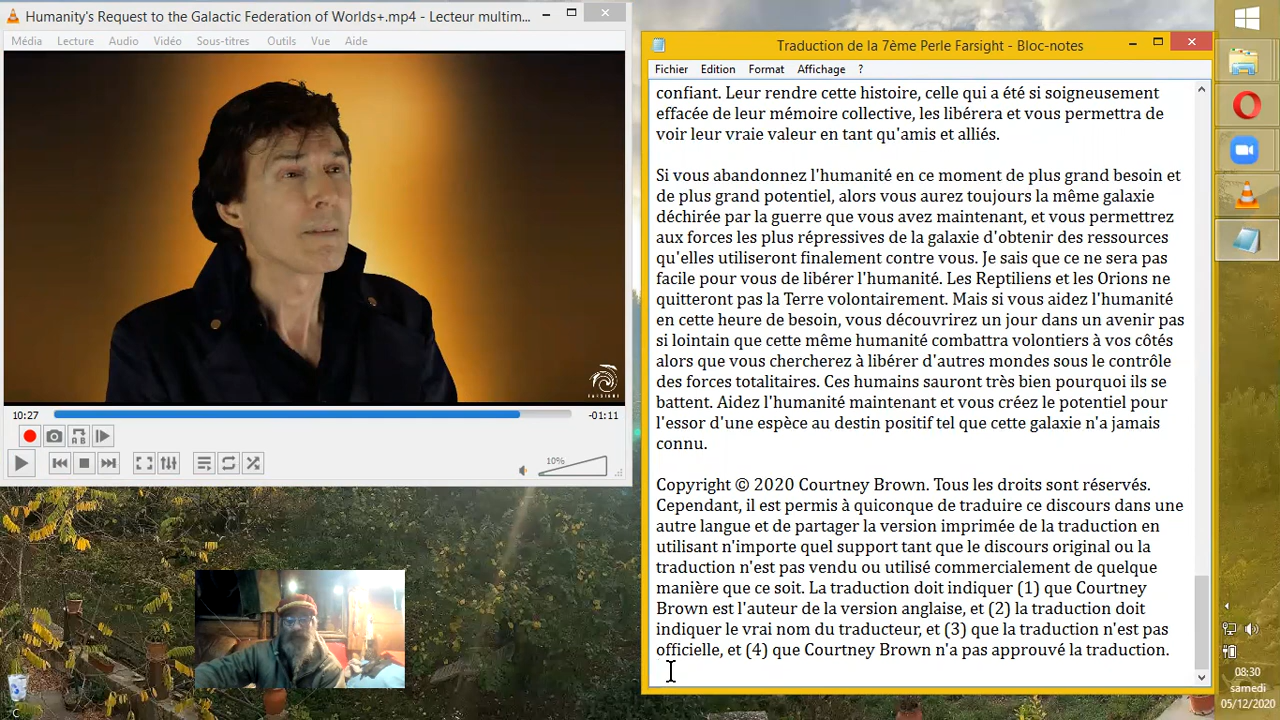 Humanity's Request to the Galactic Federation of Worlds+.mp4 - Lecteur multim...
Média Lecture Audio Vidéo Sous-titres Outils Vue Aide
FARSIGHT
10:27
-01:11
10%
Traduction de la 7ème Perle Farsight - Bloc-notes
Fichier Edition Format Affichage ?
confiant. Leur rendre cette histoire, celle qui a été si soigneusement
effacée de leur mémoire collective, les libérera et vous permettra de
voir leur vraie valeur en tant qu'amis et alliés.
Si vous abandonnez l'humanité en ce moment de plus grand besoin et
de plus grand potentiel, alors vous aurez toujours la même galaxie
déchirée par la guerre que vous avez maintenant, et vous permettrez
aux forces les plus répressives de la galaxie d'obtenir des ressources
qu'elles utiliseront finalement contre vous. Je sais que ce ne sera pas
facile pour vous de libérer l'humanité. Les Reptiliens et les Orions ne
quitteront pas la Terre volontairement. Mais si vous aidez l'humanité
en cette heure de besoin, vous découvrirez un jour dans un avenir pas
si lointain que cette même humanité combattra volontiers à vos côtés
alors que vous chercherez à libérer d'autres mondes sous le contrôle
des forces totalitaires. Ces humains sauront très bien pourquoi ils se
battent. Aidez l'humanité maintenant et vous créez le potentiel pour
l'essor d'une espèce au destin positif tel que cette galaxie n'a jamais
connu.
Copyright © 2020 Courtney Brown. Tous les droits sont réservés.
Cependant, il est permis à quiconque de traduire ce discours dans une
autre langue et de partager la version imprimée de la traduction en
utilisant n'importe quel support tant que le discours original ou la
traduction n'est pas vendu ou utilisé commercialement de quelque
manière que ce soit. La traduction doit indiquer (1) que Courtney
Brown est l'auteur de la version anglaise, et (2) la traduction doit
indiquer le vrai nom du traducteur, et (3) que la traduction n'est pas
officielle, et (4) que Courtney Brown n'a pas approuvé la traduction.
C
08:30
samedi
05/12/2020